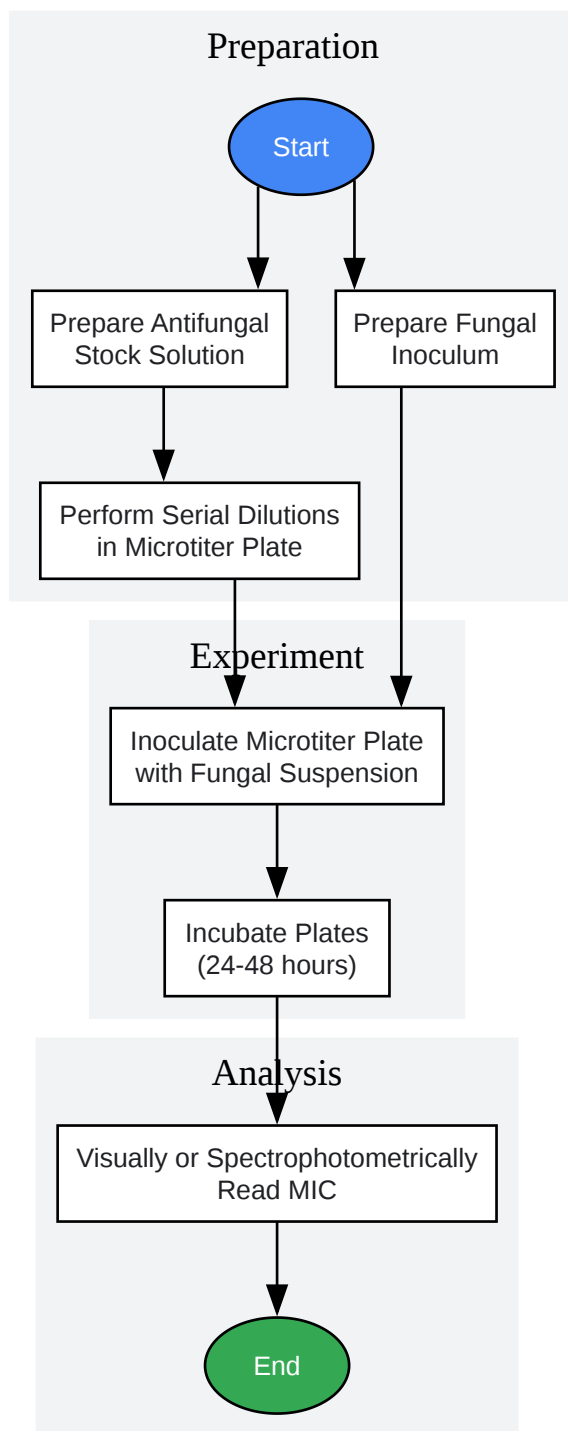 Preparation
Start
Prepare Antifungal
Stock Solution
Prepare Fungal
Inoculum
Perform Serial Dilutions
in Microtiter Plate
Experiment
Inoculate Microtiter Plate
with Fungal Suspension
Incubate Plates
(24-48 hours)
Analysis
Visually or Spectrophotometrically
Read MIC
End